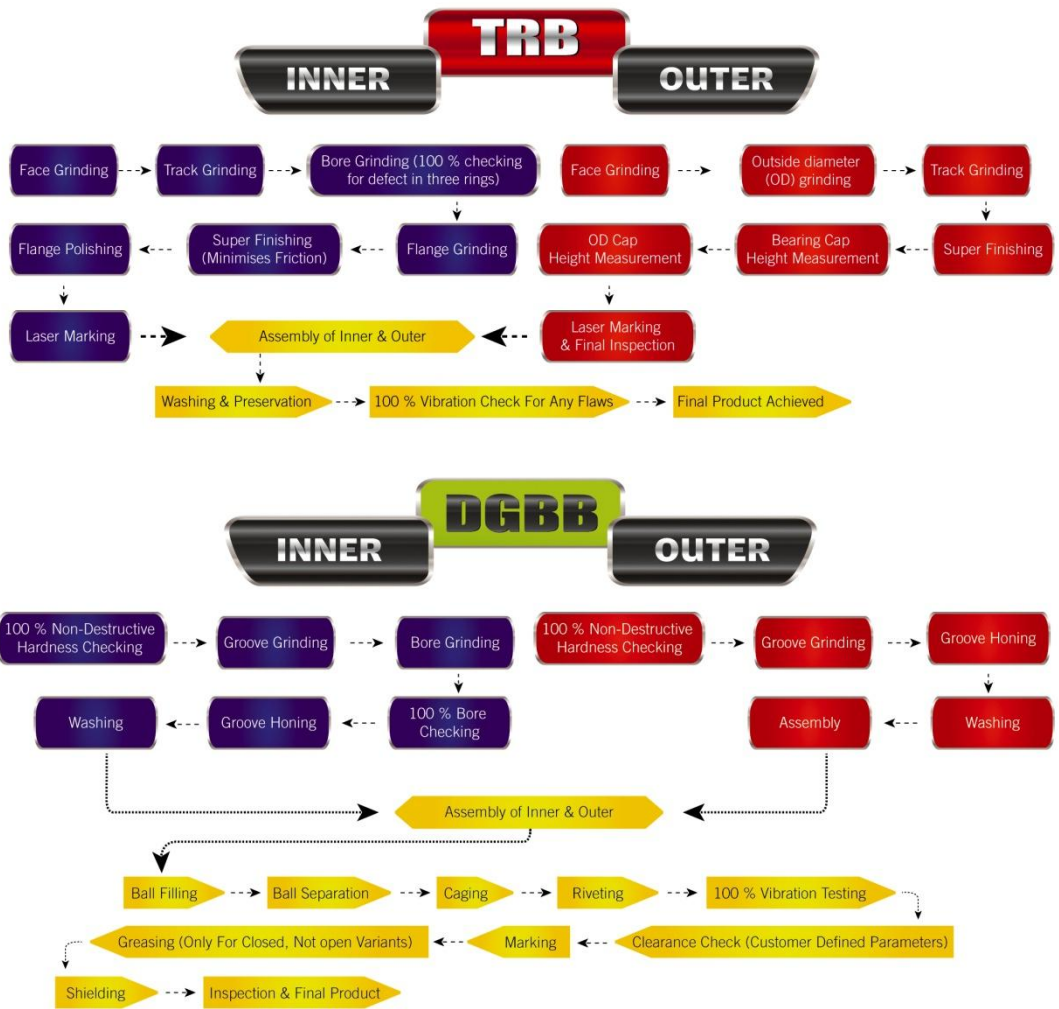 TRB
INNER
OUTER
Face Grinding
Track Grinding
Bore Grinding (100 % checking
for defect in three rings)
Flange Grinding
Super Finishing
(Minimises Friction)
Flange Polishing
Laser Marking
Face Grinding
Outside diameter
(OD) grinding
Track Grinding
Super Finishing
Bearing Cap
Height Measurement
OD Cap
Height Measurement
Laser Marking
& Final Inspection
Assembly of Inner & Outer
Washing & Preservation
100 % Vibration Check For Any Flaws
Final Product Achieved
DGBB
INNER
OUTER
100 % Non-Destructive
Hardness Checking
Groove Grinding
Bore Grinding
100 % Bore
Checking
Groove Honing
Washing
100 % Non-Destructive
Hardness Checking
Groove Grinding
Groove Honing
Washing
Assembly
Assembly of Inner & Outer
Ball Filling
Ball Separation
Caging
Riveting
100 % Vibration Testing
Clearance Check (Customer Defined Parameters)
Marking
Greasing (Only For Closed, Not open Variants)
Shielding
Inspection & Final Product